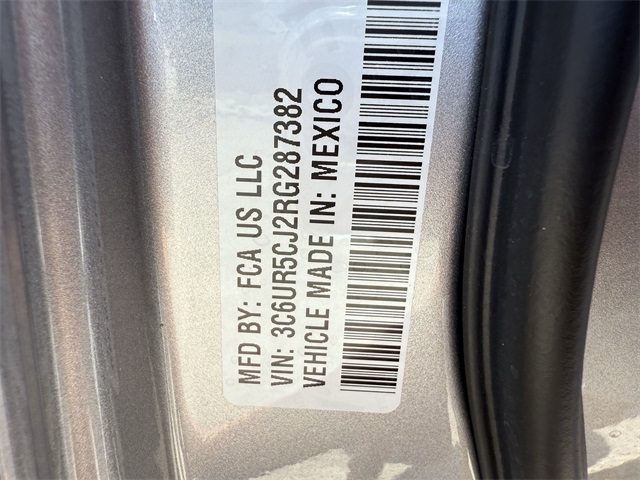 MFD BY: FCA US LLC
VIN: 3C6UR5CJ2RG287382
VEHICLE MADE IN: MEXICO